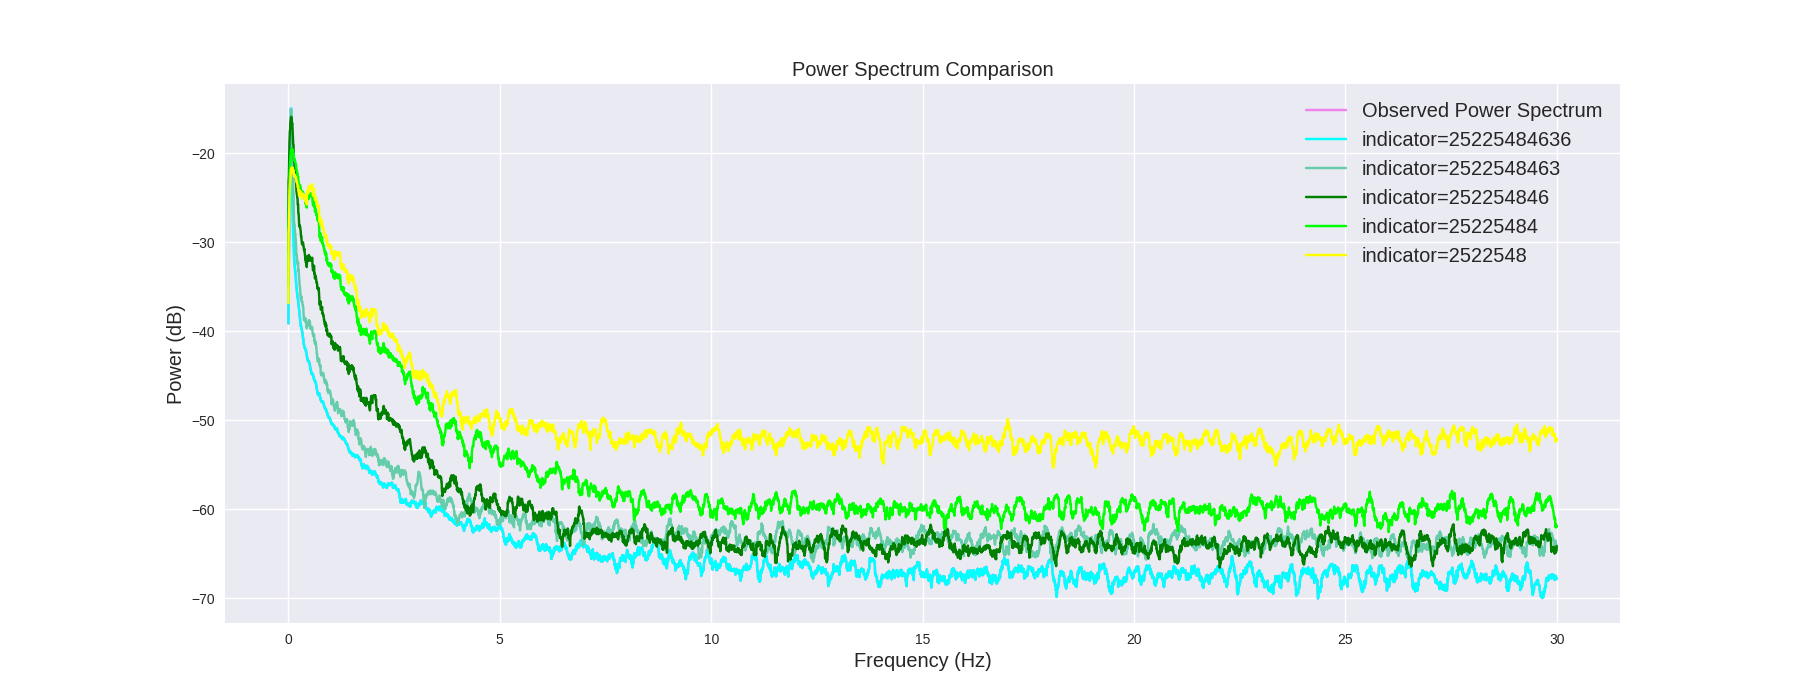 Power Spectrum Comparison
Observed Power Spectrum
indicator=25225484636
indicator=2522548463
indicator=252254846
indicator=25225484
indicator=2522548
Power (dB)
−20
−30
−40
−50
−60
−70
0 5 10 15 20 25 30
Frequency (Hz)